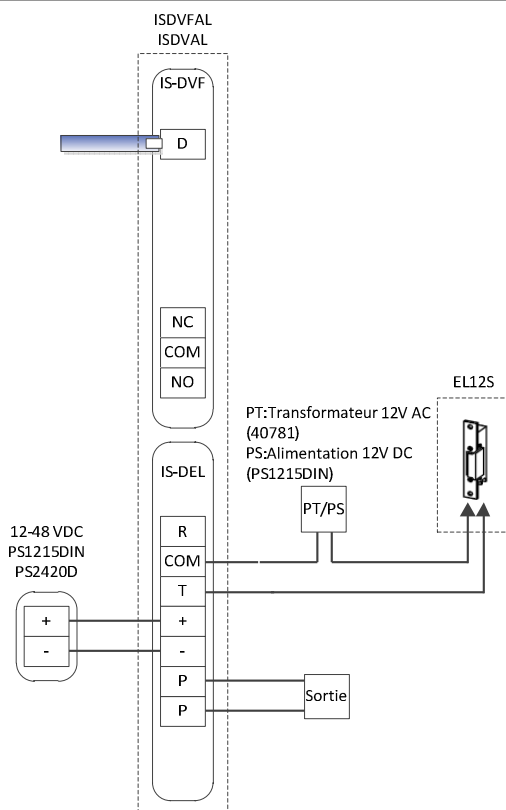 ISDVFAL
ISDVAL
IS-DVF
D
NC
COM
NO
EL12S
PT:Transformateur 12V AC
(40781)
PS:Alimentation 12V DC
(PS1215DIN)
IS-DEL
PT/PS
R
12-48 VDC
PS1215DIN
PS2420D
COM
T
+
+
-
-
P
Sortie
P